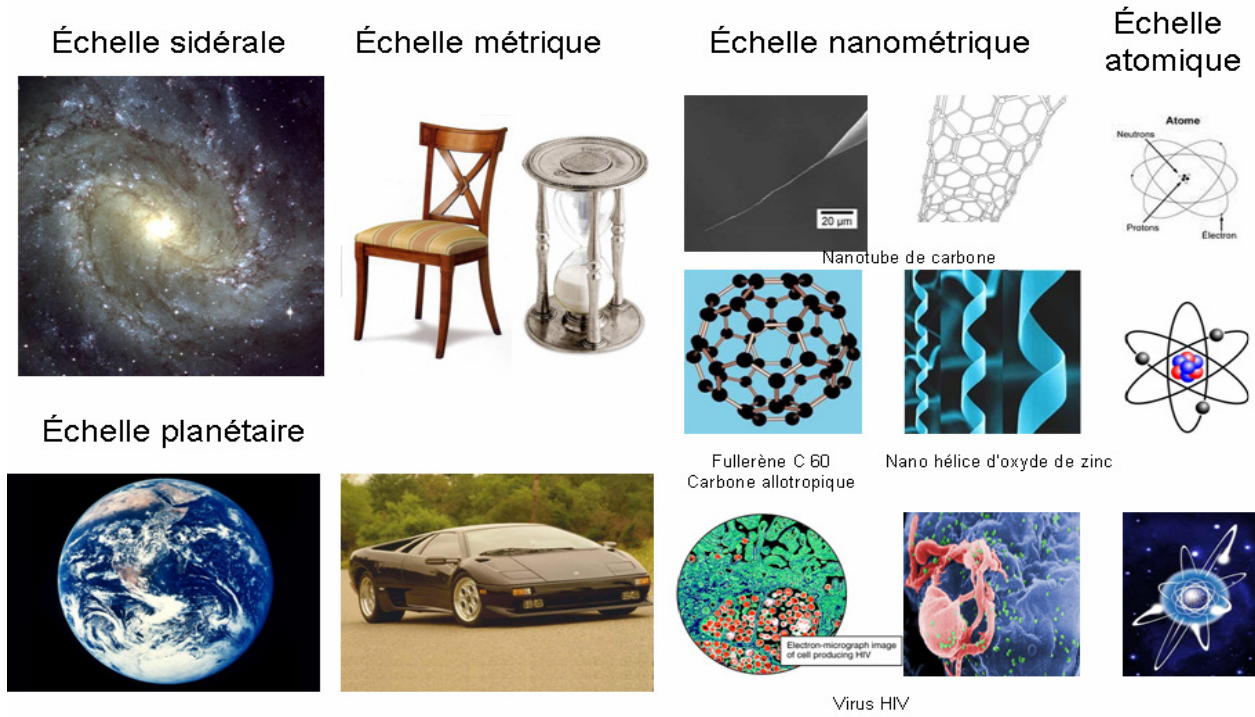 Échelle sidérale
Échelle métrique
Échelle nanométrique
Échelle
atomique
20 µm
Atome
Neutrons
Protons
Électron
Nanotube de carbone
Échelle planétaire
Fullerène C 60
Carbone allotropique
Nano hélice d'oxyde de zinc
Electron-micrograph image
of cell producing HIV
Virus HIV